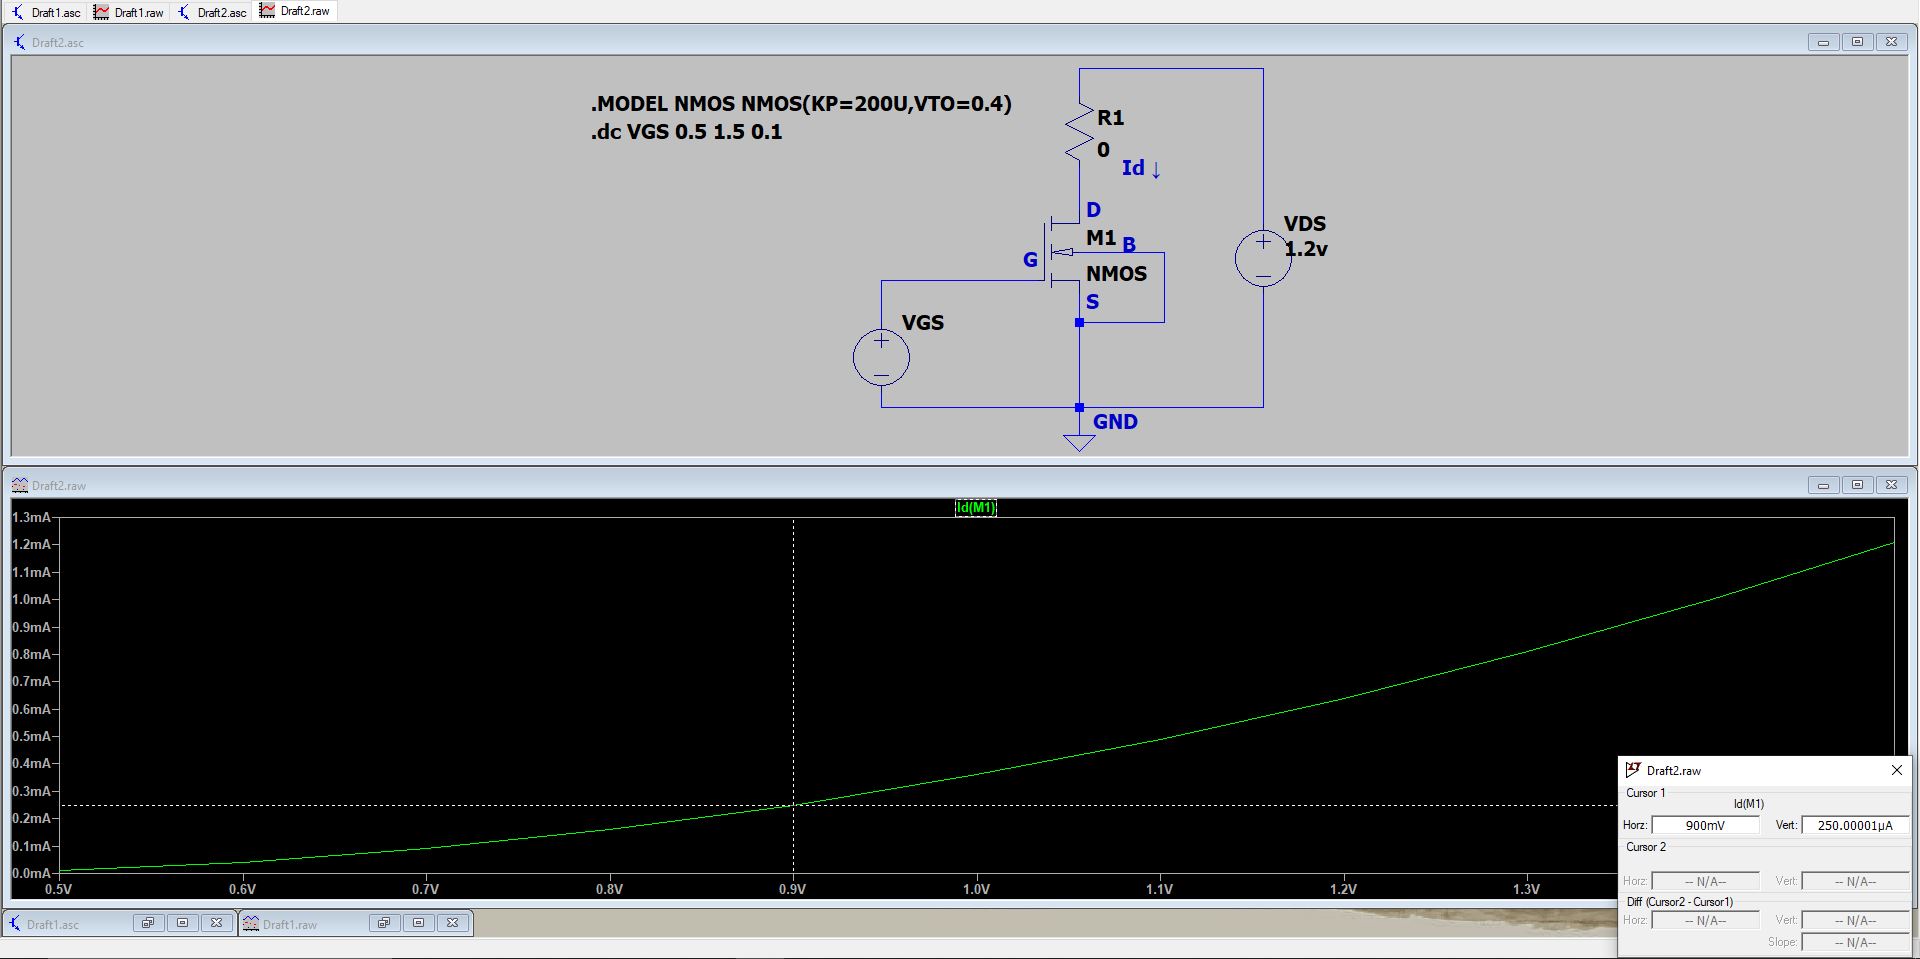 Draft1.asc Draft1.raw Draft2.asc Draft2.raw
Draft2.asc
.MODEL NMOS NMOS(KP=200U,VTO=0.4)
.dc VGS 0.5 1.5 0.1
R1
0
Id ↓
D
M1
B
G
NMOS
S
VGS
VDS
1.2v
GND
Draft2.raw
Id(M1)
1.3mA
1.2mA
1.1mA
1.0mA
0.9mA
0.8mA
0.7mA
0.6mA
0.5mA
0.4mA
0.3mA
0.2mA
0.1mA
0.0mA
0.5V 0.6V 0.7V 0.8V 0.9V 1.0V 1.1V 1.2V 1.3V
Draft2.raw
Cursor 1
Id(M1)
Horz: 900mV Vert: 250.00001µA
Cursor 2
Horz: -- N/A-- Vert: -- N/A--
Diff (Cursor2 - Cursor1)
Horz: -- N/A-- Vert: -- N/A--
Slope: -- N/A--
Draft1.asc Draft1.raw